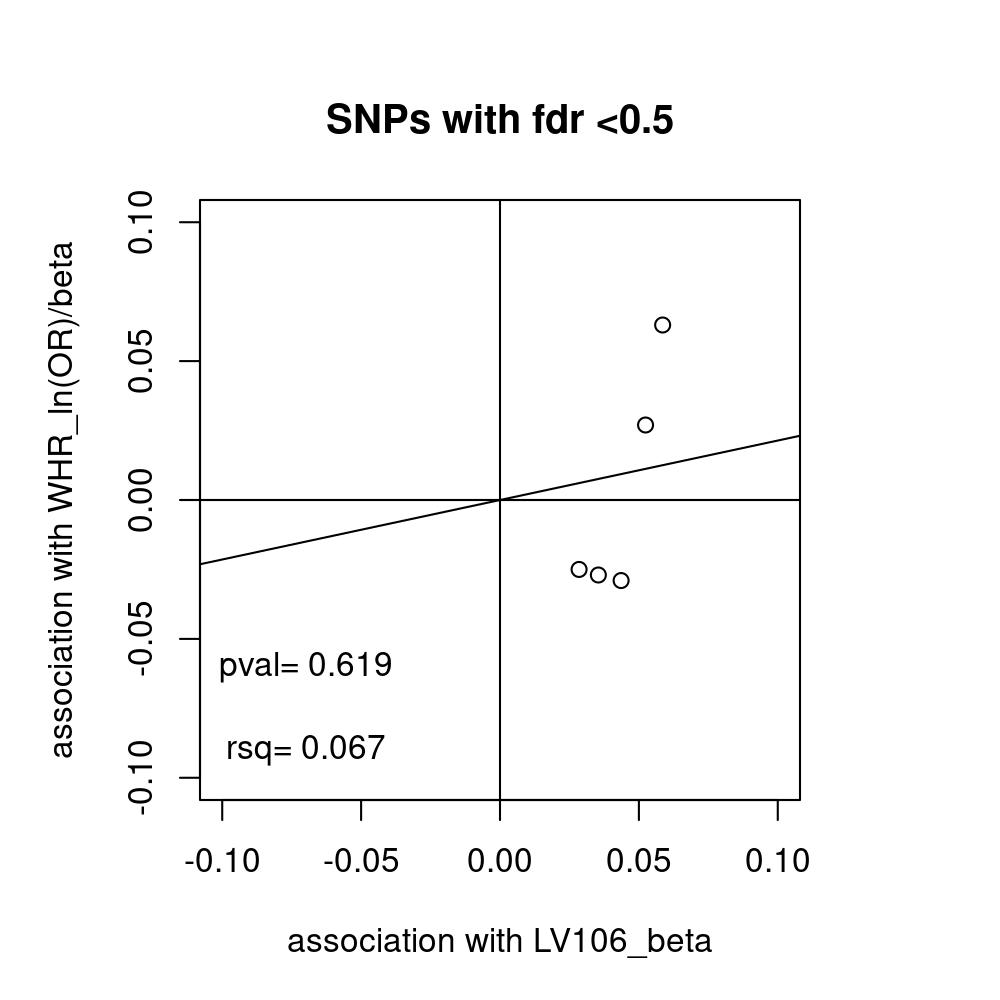 SNPs with fdr <0.5
association with WHR_ln(OR)/beta
0.10
0.05
0.00
-0.05
-0.10
pval= 0.619
rsq= 0.067
-0.10 -0.05 0.00 0.05 0.10
association with LV106_beta